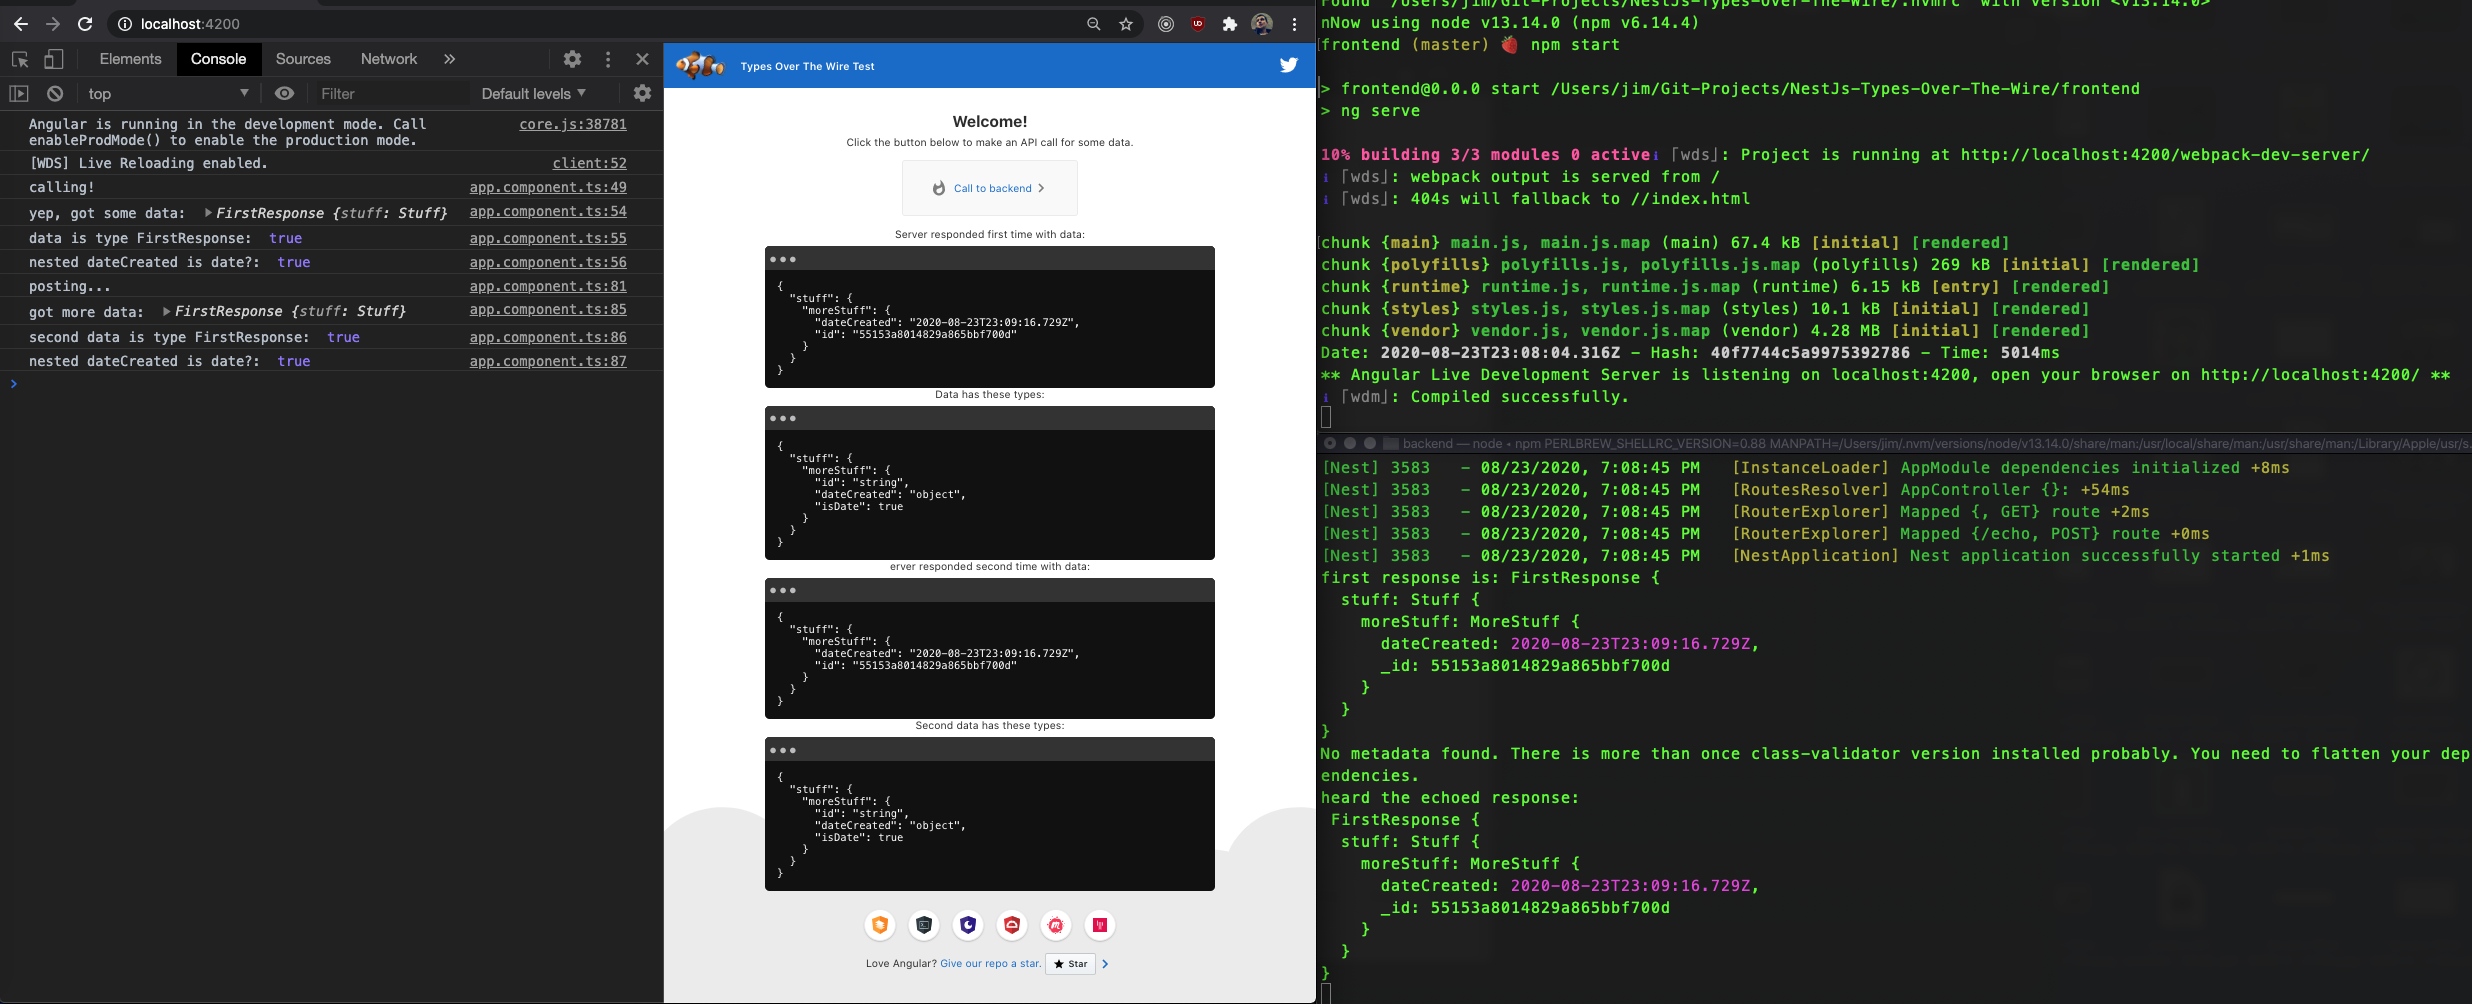 localhost:4200
Elements
Console
Sources
Network
»
top
Filter
Default levels
Angular is running in the development mode. Call core.js:38781
enableProdMode() to enable the production mode.
[WDS] Live Reloading enabled. client:52
calling! app.component.ts:49
yep, got some data: FirstResponse {stuff: Stuff} app.component.ts:54
data is type FirstResponse: true app.component.ts:55
nested dateCreated is date?: true app.component.ts:56
posting... app.component.ts:81
got more data: FirstResponse {stuff: Stuff} app.component.ts:85
second data is type FirstResponse: true app.component.ts:86
nested dateCreated is date?: true app.component.ts:87
Types Over The Wire Test
Welcome!
Click the button below to make an API call for some data.
Call to backend
Server responded first time with data:
{
"stuff": {
"moreStuff": {
"dateCreated": "2020-08-23T23:09:16.729Z",
"id": "55153a8014829a865bbf700d"
}
}
}
Data has these types:
{
"stuff": {
"moreStuff": {
"id": "string",
"dateCreated": "object",
"isDate": true
}
}
}
erver responded second time with data:
{
"stuff": {
"moreStuff": {
"dateCreated": "2020-08-23T23:09:16.729Z",
"id": "55153a8014829a865bbf700d"
}
}
}
Second data has these types:
{
"stuff": {
"moreStuff": {
"id": "string",
"dateCreated": "object",
"isDate": true
}
}
}
Love Angular? Give our repo a star. Star
Found '/Users/jim/Git-Projects/NestJs-Types-Over-The-Wire/.nvmrc' with version <v13.14.0>
nNow using node v13.14.0 (npm v6.14.4)
frontend (master) 🍓 npm start
> frontend@0.0.0 start /Users/jim/Git-Projects/NestJs-Types-Over-The-Wire/frontend
> ng serve
10% building 3/3 modules 0 activeℹ ｢wds｣: Project is running at http://localhost:4200/webpack-dev-server/
ℹ ｢wds｣: webpack output is served from /
ℹ ｢wds｣: 404s will fallback to //index.html
chunk {main} main.js, main.js.map (main) 67.4 kB [initial] [rendered]
chunk {polyfills} polyfills.js, polyfills.js.map (polyfills) 269 kB [initial] [rendered]
chunk {runtime} runtime.js, runtime.js.map (runtime) 6.15 kB [entry] [rendered]
chunk {styles} styles.js, styles.js.map (styles) 10.1 kB [initial] [rendered]
chunk {vendor} vendor.js, vendor.js.map (vendor) 4.28 MB [initial] [rendered]
Date: 2020-08-23T23:08:04.316Z - Hash: 40f7744c5a9975392786 - Time: 5014ms
** Angular Live Development Server is listening on localhost:4200, open your browser on http://localhost:4200/ **
ℹ ｢wdm｣: Compiled successfully.
backend — node • npm PERLBREW_SHELLRC_VERSION=0.88 MANPATH=/Users/jim/.nvm/versions/node/v13.14.0/share/man:/usr/local/share/man:/usr/share/man:/Library/Apple/usr/s.
[Nest] 3583 - 08/23/2020, 7:08:45 PM [InstanceLoader] AppModule dependencies initialized +8ms
[Nest] 3583 - 08/23/2020, 7:08:45 PM [RoutesResolver] AppController {}: +54ms
[Nest] 3583 - 08/23/2020, 7:08:45 PM [RouterExplorer] Mapped {, GET} route +2ms
[Nest] 3583 - 08/23/2020, 7:08:45 PM [RouterExplorer] Mapped {/echo, POST} route +0ms
[Nest] 3583 - 08/23/2020, 7:08:45 PM [NestApplication] Nest application successfully started +1ms
first response is: FirstResponse {
stuff: Stuff {
moreStuff: MoreStuff {
dateCreated: 2020-08-23T23:09:16.729Z,
_id: 55153a8014829a865bbf700d
}
}
}
No metadata found. There is more than once class-validator version installed probably. You need to flatten your dep
endencies.
heard the echoed response:
FirstResponse {
stuff: Stuff {
moreStuff: MoreStuff {
dateCreated: 2020-08-23T23:09:16.729Z,
_id: 55153a8014829a865bbf700d
}
}
}